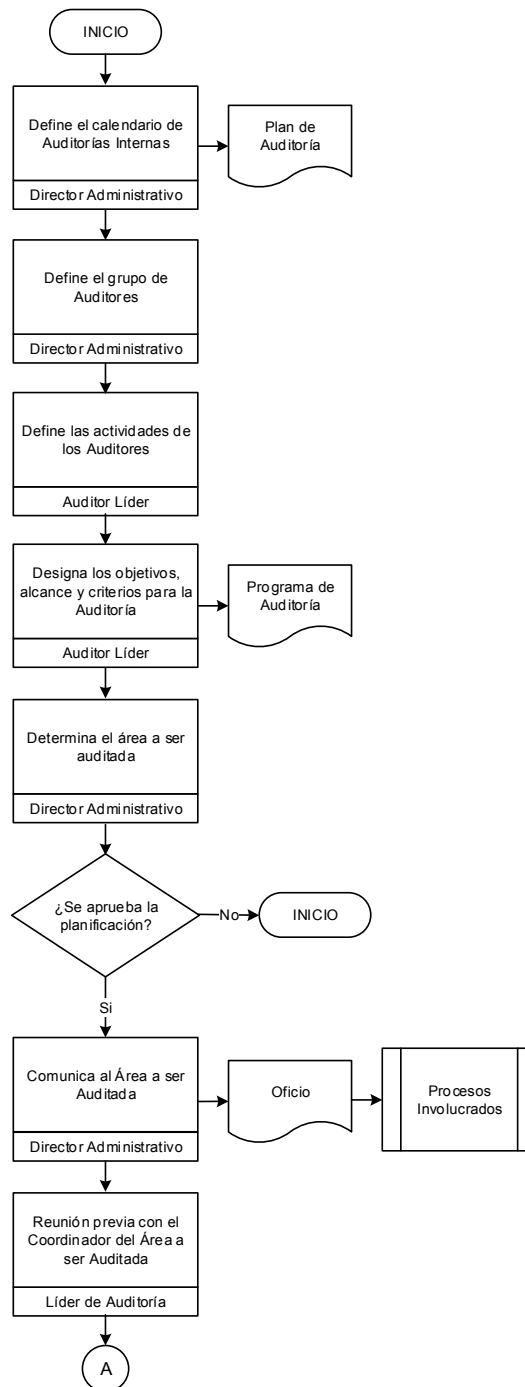 INICIO
Define el calendario de
Auditorías Internas
Director Administrativo
Plan de
Auditoría
Define el grupo de
Auditores
Director Administrativo
Define las actividades de
los Auditores
Auditor Líder
Designa los objetivos,
alcance y criterios para la
Auditoría
Auditor Líder
Programa de
Auditoría
Determina el área a ser
auditada
Director Administrativo
¿Se aprueba la
planificación?
No
INICIO
Si
Comunica al Área a ser
Auditada
Director Administrativo
Oficio
Procesos
Involucrados
Reunión previa con el
Coordinador del Área a
ser Auditada
Líder de Auditoría
A